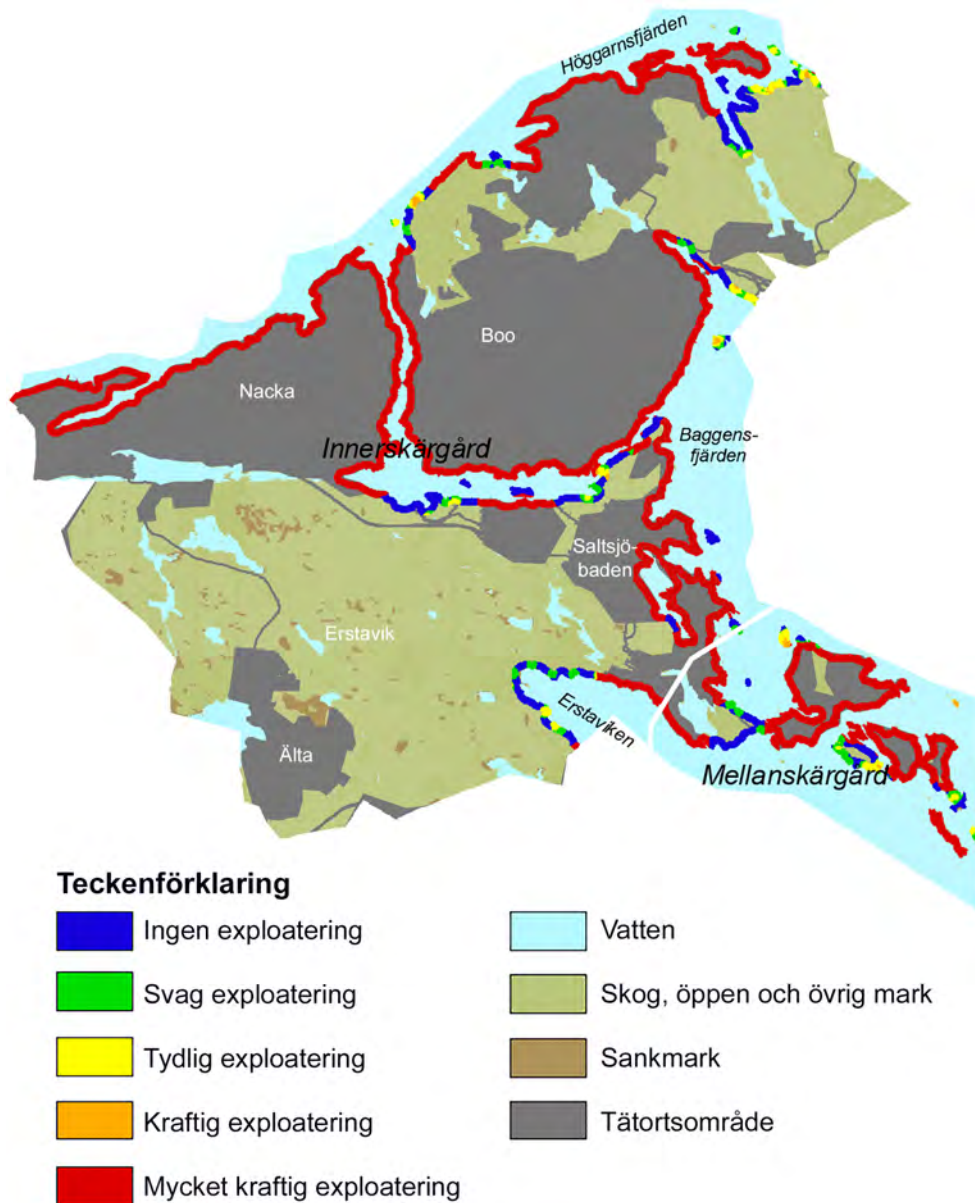 Höggarnsfjärden
Boo
Nacka
Innerskärgård
Baggens-
fjärden
Saltsjö-
baden
Erstavik
Erstaviken
Älta
Mellanskärgård
Teckenförklaring
Ingen exploatering
Svag exploatering
Tydlig exploatering
Kraftig exploatering
Mycket kraftig exploatering
Vatten
Skog, öppen och övrig mark
Sankmark
Tätortsområde